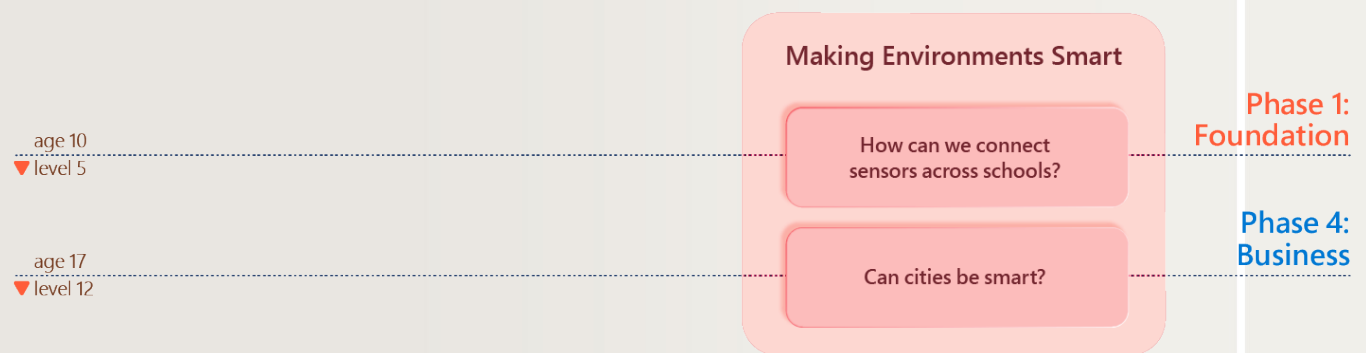 Making Environments Smart
Phase 1:
Foundation
age 10
level 5
How can we connect
sensors across schools?
Phase 4:
Business
age 17
level 12
Can cities be smart?